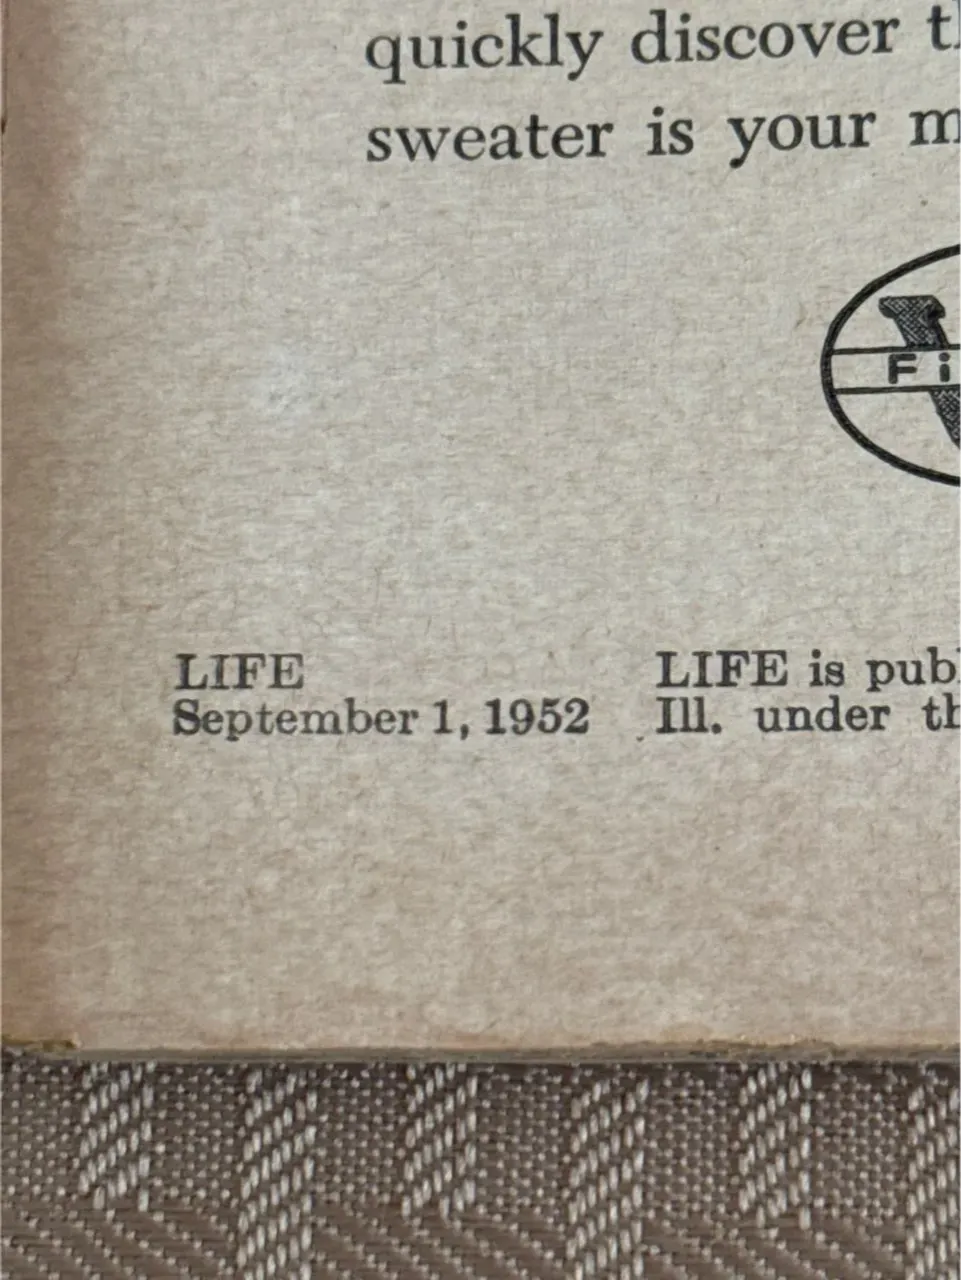 quickly discover
sweater is your
LIFE
September 1, 1952
LIFE is
Ill. under